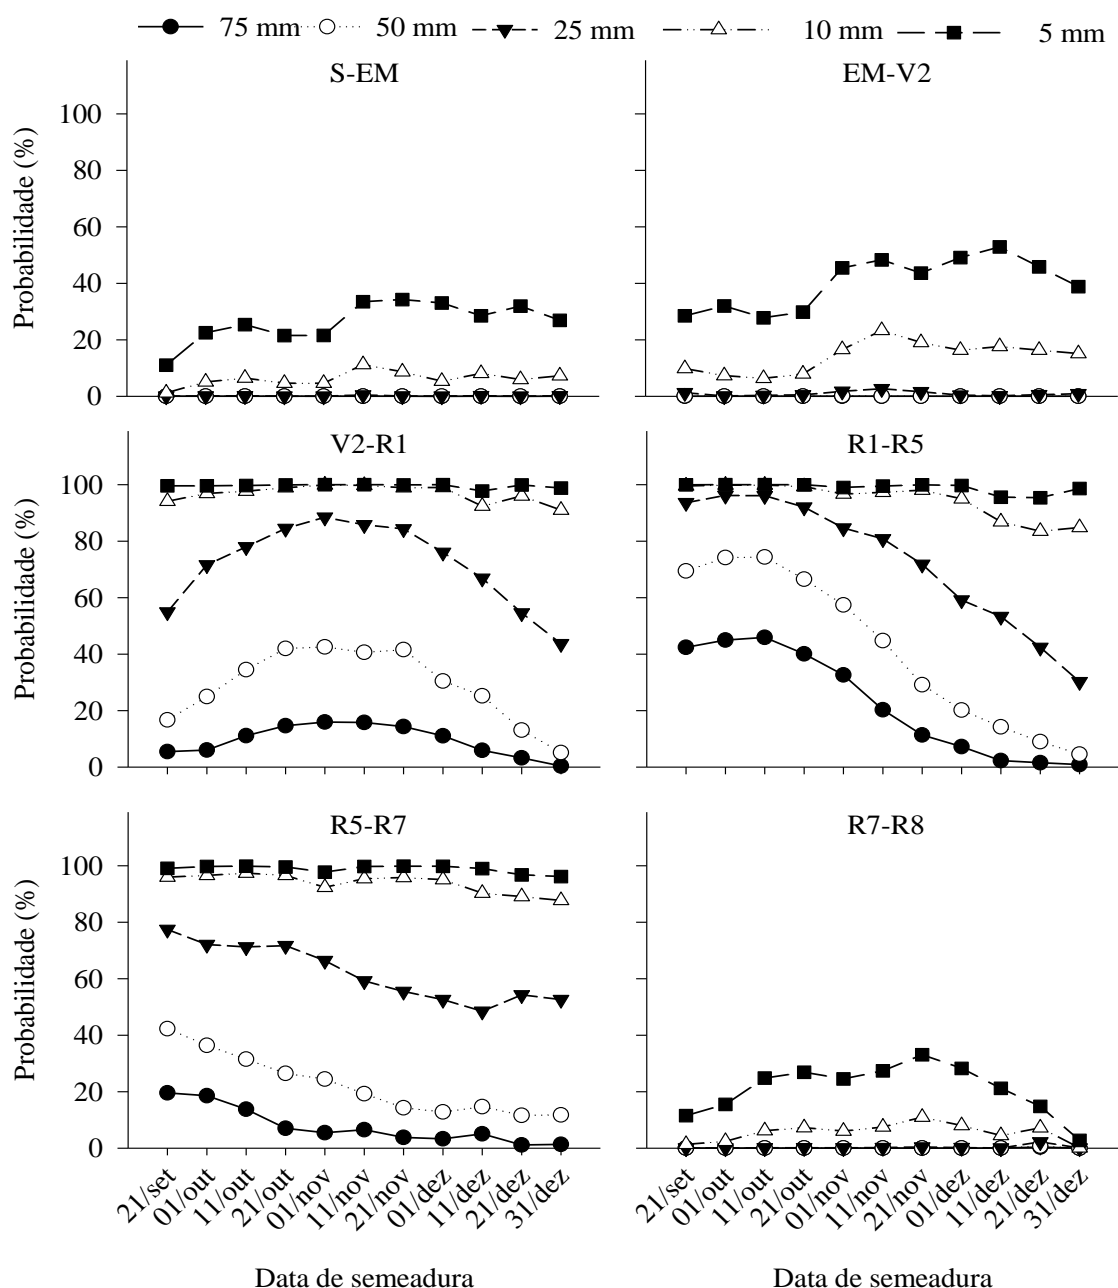 75 mm 50 mm 25 mm 10 mm 5 mm
S-EM
EM-V2
Probabilidade (%)
100
80
60
40
20
0
V2-R1
R1-R5
Probabilidade (%)
100
80
60
40
20
0
R5-R7
R7-R8
Probabilidade (%)
100
80
60
40
20
0
21/set 01/out 11/out 21/out 01/nov 11/nov 21/nov 01/dez 11/dez 21/dez 31/dez
21/set 01/out 11/out 21/out 01/nov 11/nov 21/nov 01/dez 11/dez 21/dez 31/dez
Data de semeadura
Data de semeadura